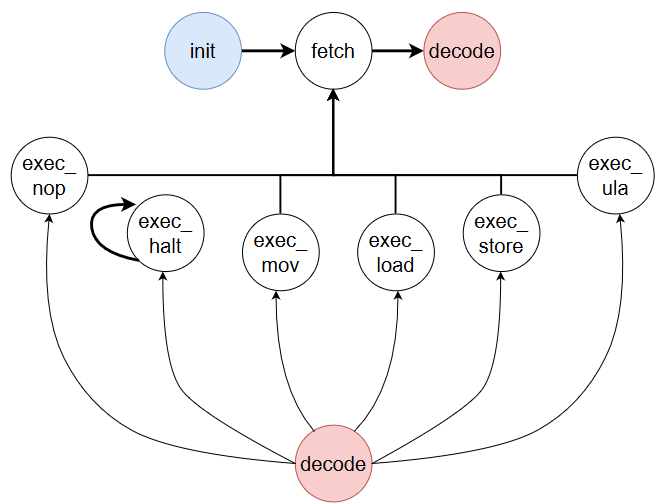 init
fetch
decode
exec_
nop
exec_
halt
exec_
mov
exec_
load
exec_
store
exec_
ula
decode